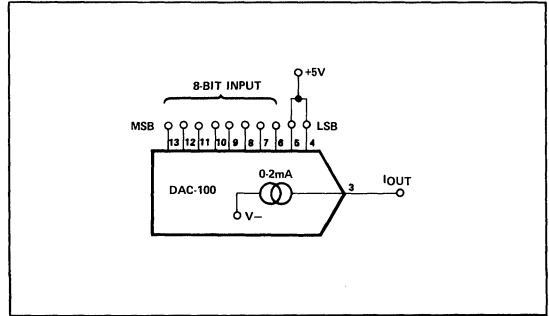 +5V
8-BIT INPUT
MSB LSB
13 12 11 10 9 8 7 6 5 4
0-2mA
DAC-100 3 IOUT
V–